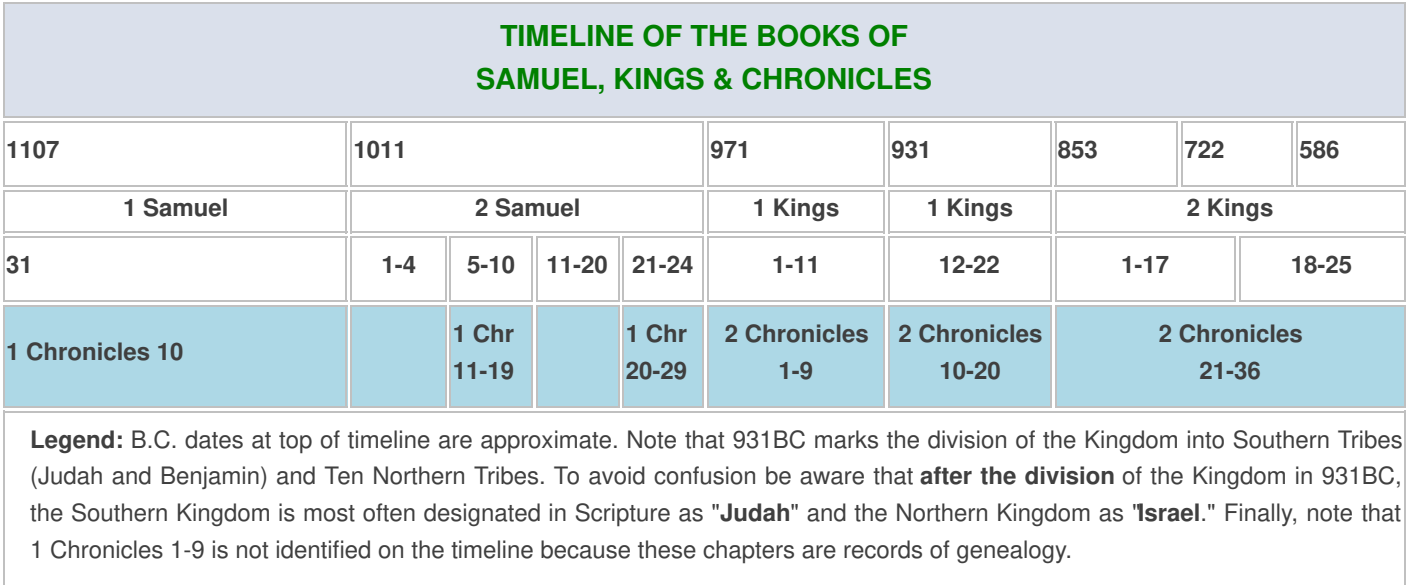 TIMELINE OF THE BOOKS OF
SAMUEL, KINGS & CHRONICLES
1107 1011 971 931 853 722 586
1 Samuel 2 Samuel 1 Kings 1 Kings 2 Kings
31 1-4 5-10 11-20 21-24 1-11 12-22 1-17 18-25
1 Chronicles 10 1 Chr 11-19 1 Chr 20-29 2 Chronicles 1-9 2 Chronicles 10-20 2 Chronicles 21-36
Legend: B.C. dates at top of timeline are approximate. Note that 931BC marks the division of the Kingdom into Southern Tribes
(Judah and Benjamin) and Ten Northern Tribes. To avoid confusion be aware that after the division of the Kingdom in 931BC,
the Southern Kingdom is most often designated in Scripture as "Judah" and the Northern Kingdom as "Israel." Finally, note that
1 Chronicles 1-9 is not identified on the timeline because these chapters are records of genealogy.